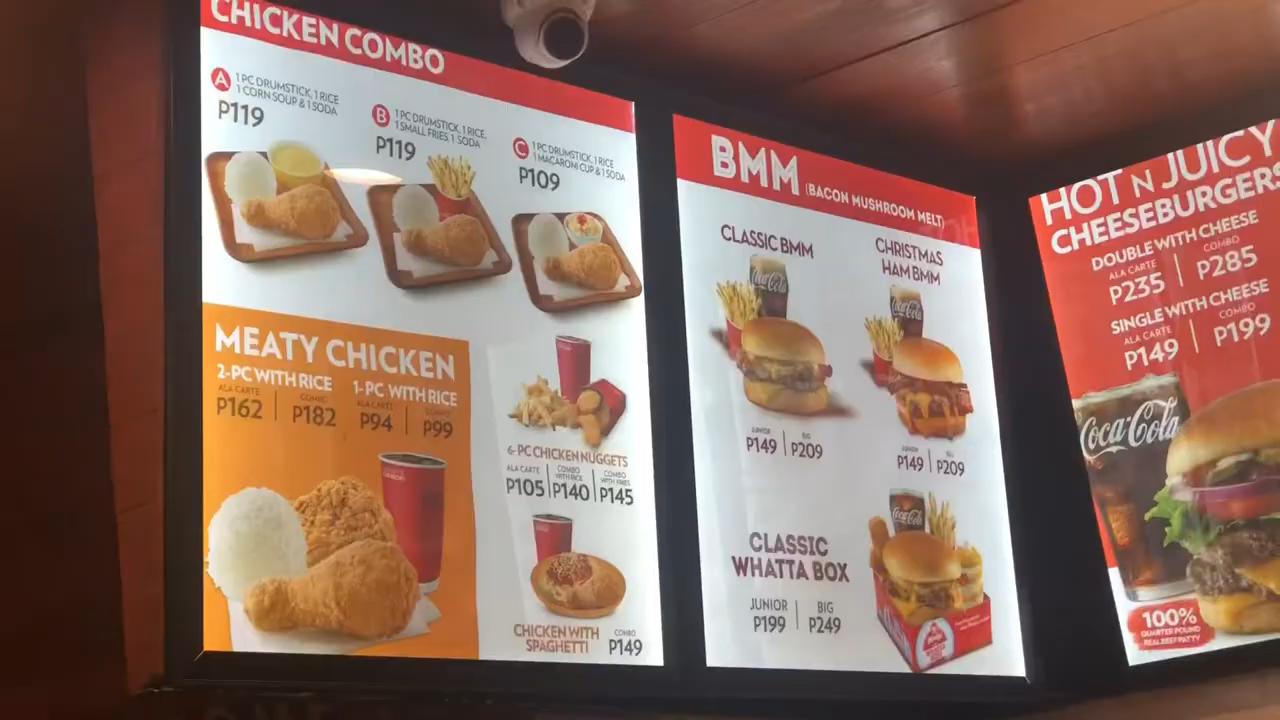 CHICKEN COMBO
A 1 PC DRUMSTICK, 1 RICE
1 CORN SOUP & 1 SODA
P119
B 1 PC DRUMSTICK, 1 RICE,
1 SMALL FRIES 1 SODA
P119
C 1 PC DRUMSTICK, 1 RICE
1 MACARONI CUP & 1 SODA
P109
MEATY CHICKEN
2-PC WITH RICE 1-PC WITH RICE
ALA CARTE COMBO ALA CARTE COMBO
P162 P182 P94 P99
6-PC CHICKEN NUGGETS
ALA CARTE COMBO WITH RICE COMBO WITH FRIES
P105 P140 P145
CHICKEN WITH
SPAGHETTI
COMBO
P149
BMM (BACON MUSHROOM MELT)
CLASSIC BMM
Coca-Cola
JUNIOR BIG
P149 P209
CHRISTMAS
HAM BMM
Coca-Cola
P149 P209
CLASSIC
WHATTA BOX
JUNIOR BIG
P199 P249
Coca-Cola
HOT N JUICY
CHEESEBURGERS
DOUBLE WITH CHEESE
ALA CARTE COMBO
P235 P285
SINGLE WITH CHEESE
ALA CARTE COMBO
P149 P199
Coca-Cola
100%
QUARTER POUND
REAL BEEF PATTY